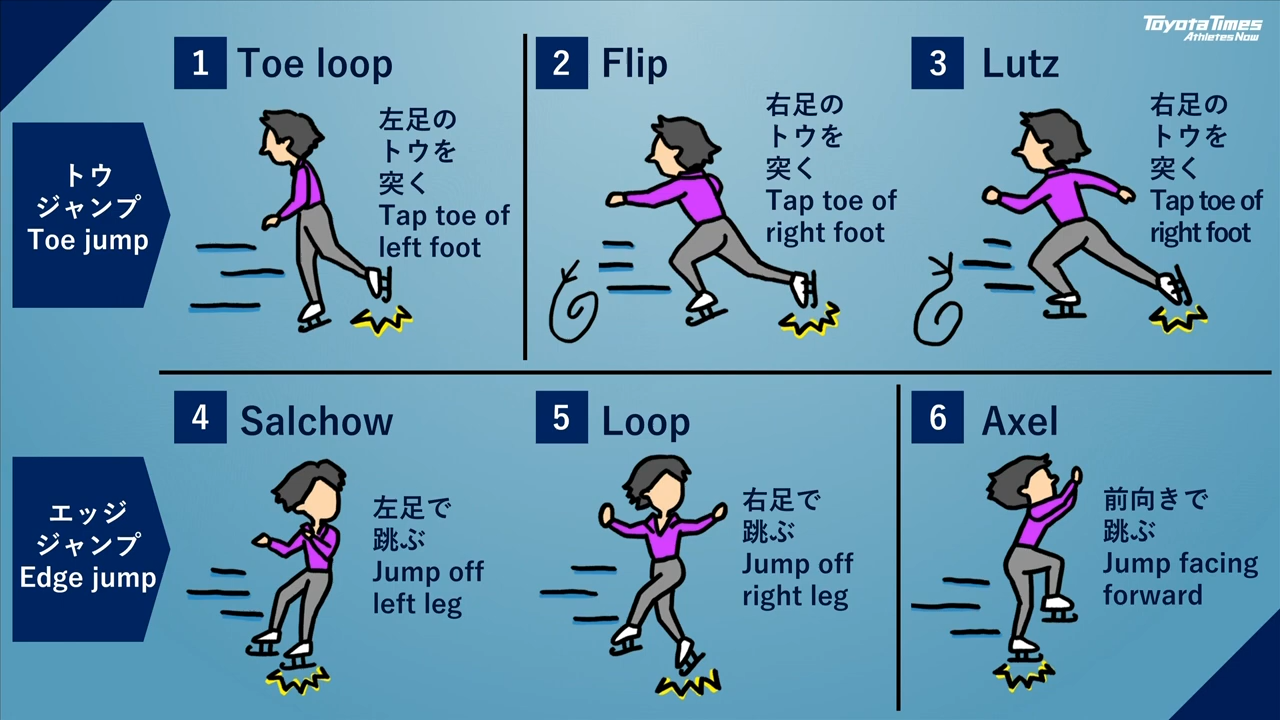 ToyotaTimes
Athletes Now
トウ
ジャンプ
Toe jump
1 Toe loop
左足の
トウを
突く
Tap toe of
left foot
2 Flip
右足の
トウを
突く
Tap toe of
right foot
3 Lutz
右足の
トウを
突く
Tap toe of
right foot
エッジ
ジャンプ
Edge jump
4 Salchow
左足で
跳ぶ
Jump off
left leg
5 Loop
右足で
跳ぶ
Jump off
right leg
6 Axel
前向きで
跳ぶ
Jump facing
forward